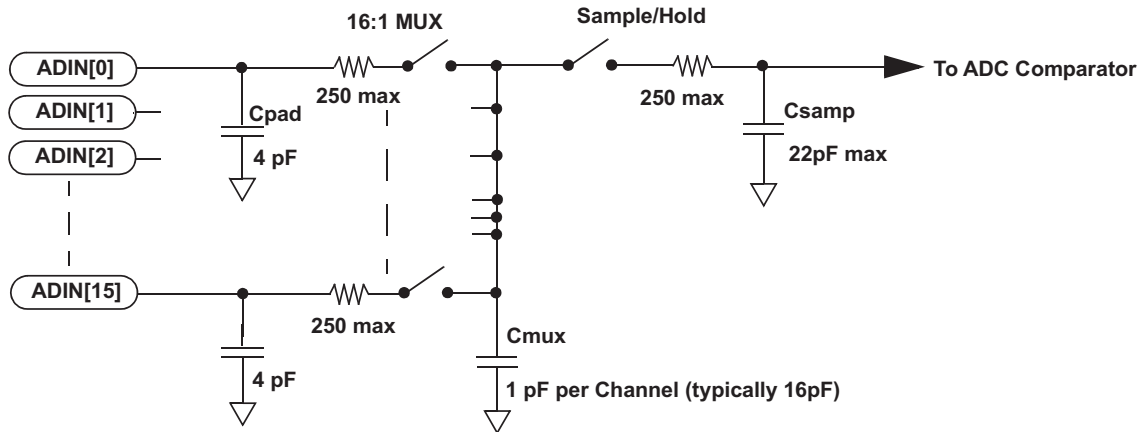 16:1 MUX
Sample/Hold
ADIN[0]
250 max
250 max
To ADC Comparator
ADIN[1]
Cpad
Csamp
ADIN[2]
4 pF
22pF max
ADIN[15]
250 max
Cmux
4 pF
1 pF per Channel (typically 16pF)